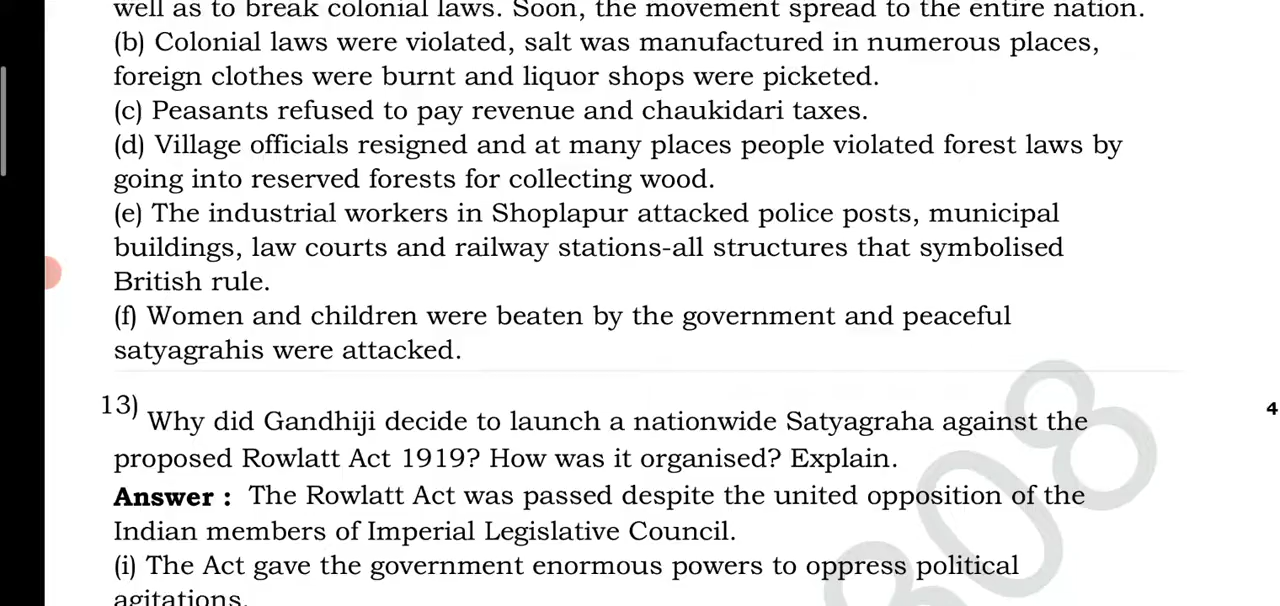 well as to break colonial laws. Soon, the movement spread to the entire nation.
(b) Colonial laws were violated, salt was manufactured in numerous places,
foreign clothes were burnt and liquor shops were picketed.
(c) Peasants refused to pay revenue and chaukidari taxes.
(d) Village officials resigned and at many places people violated forest laws by
going into reserved forests for collecting wood.
(e) The industrial workers in Shoplapur attacked police posts, municipal
buildings, law courts and railway stations-all structures that symbolised
British rule.
(f) Women and children were beaten by the government and peaceful
satyagrahis were attacked.
13)
Why did Gandhiji decide to launch a nationwide Satyagraha against the
4
proposed Rowlatt Act 1919? How was it organised? Explain.
Answer : The Rowlatt Act was passed despite the united opposition of the
Indian members of Imperial Legislative Council.
(i) The Act gave the government enormous powers to oppress political
agitations.
308